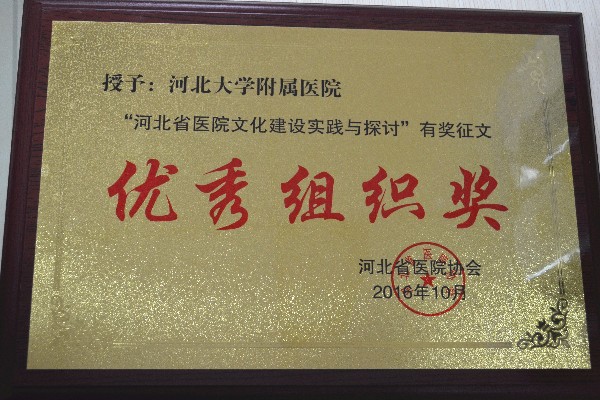 授予：河北大学附属医院
“河北省医院文化建设实践与探讨”有奖征文
优秀组织奖
河北省医院协会
2016年10月